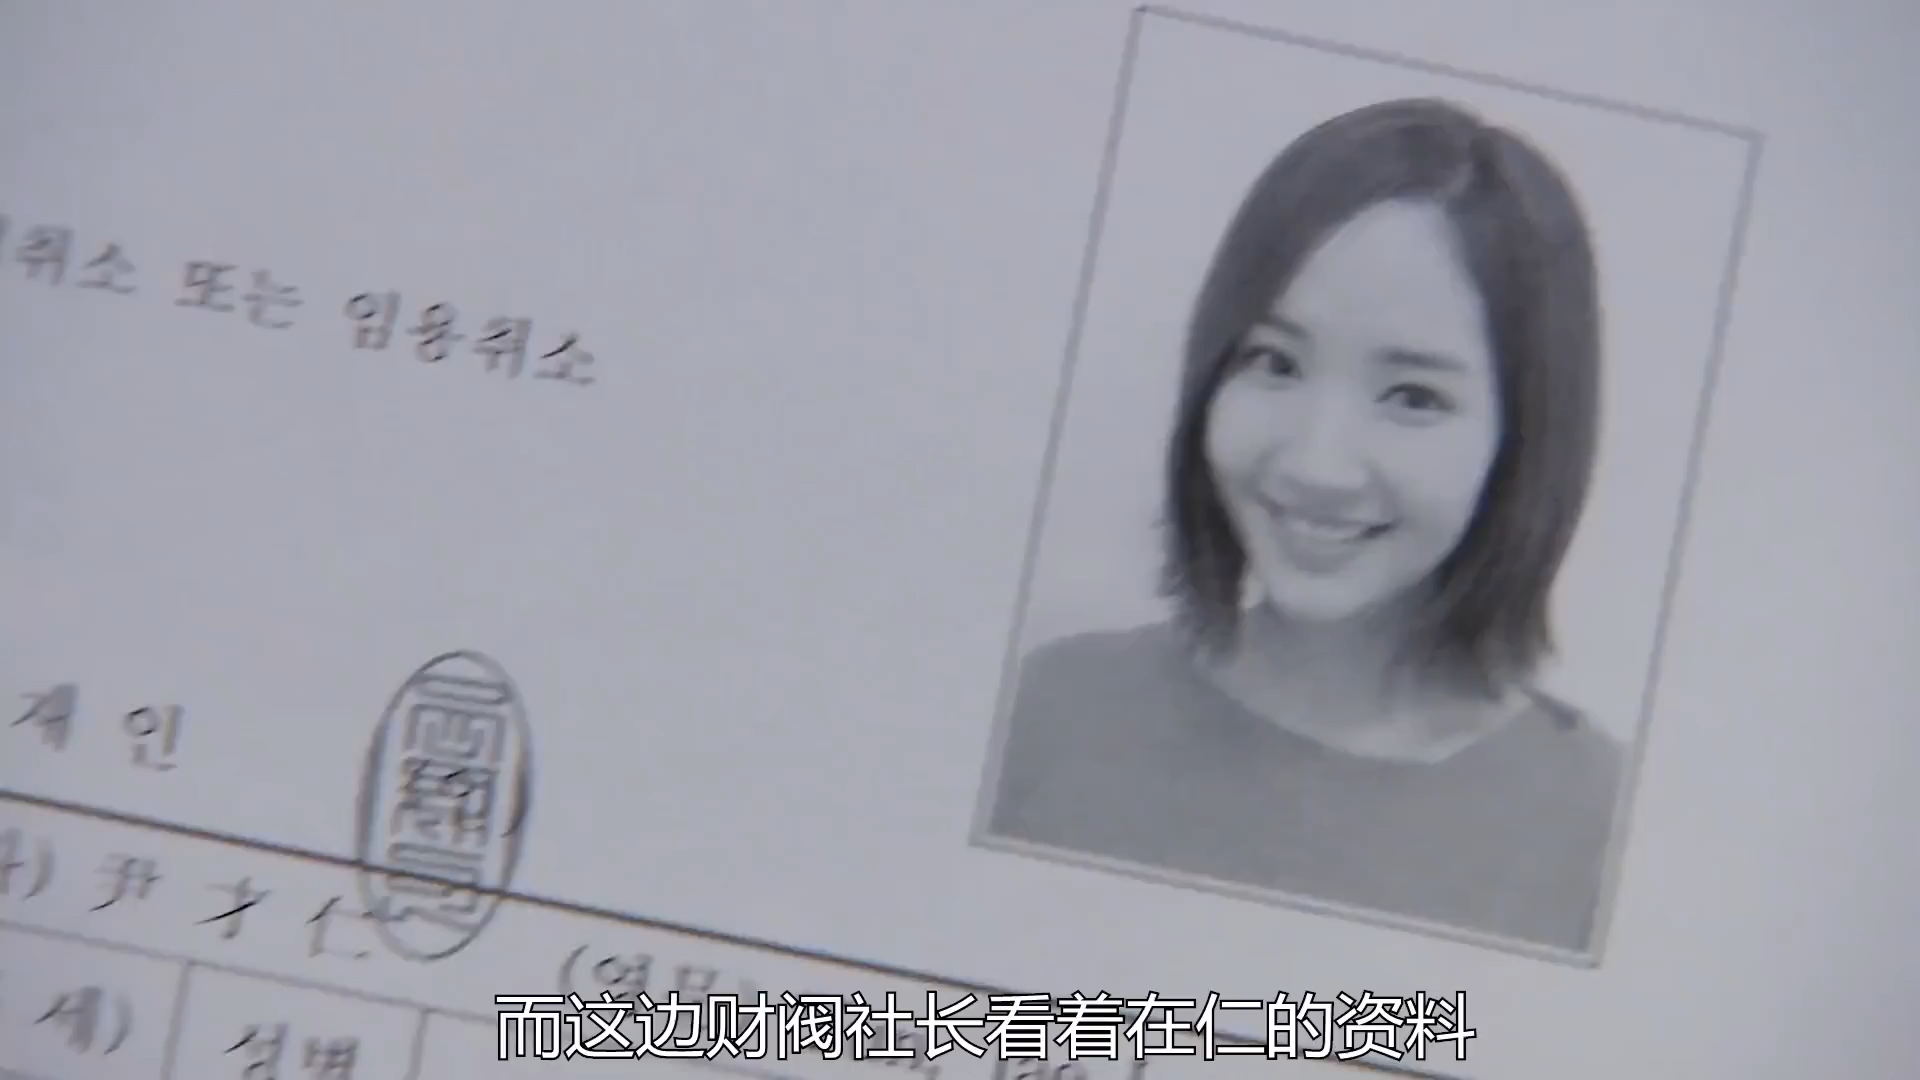 취소 또는 임용취소
재 인
尹 才 仁
(영문
세) 성별
而这边财阀社长看着在仁的资料